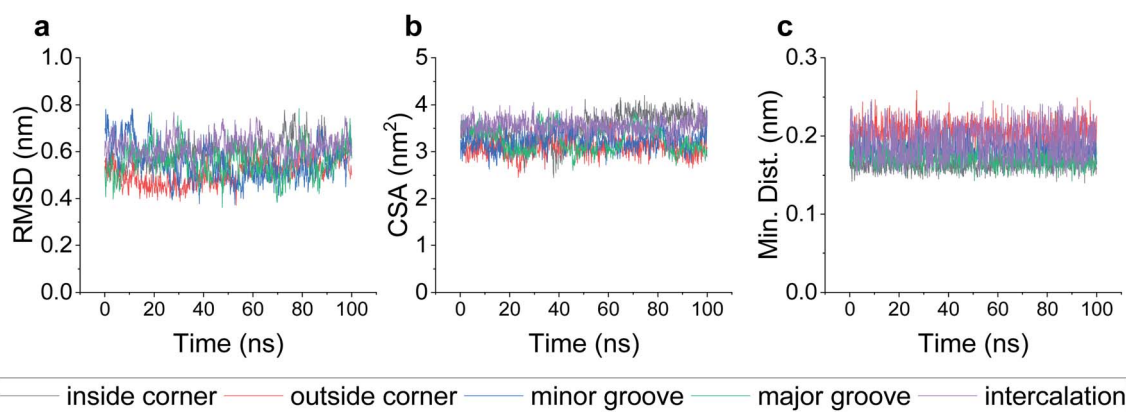 a
b
c
1.0
0.8
0.6
0.4
0.2
0.0
RMSD (nm)
0
20
40
60
80
100
Time (ns)
5
4
3
2
1
0
CSA (nm²)
0
20
40
60
80
100
Time (ns)
0.3
0.2
0.1
0.0
Min. Dist. (nm)
0
20
40
60
80
100
Time (ns)
inside corner
outside corner
minor groove
major groove
intercalation